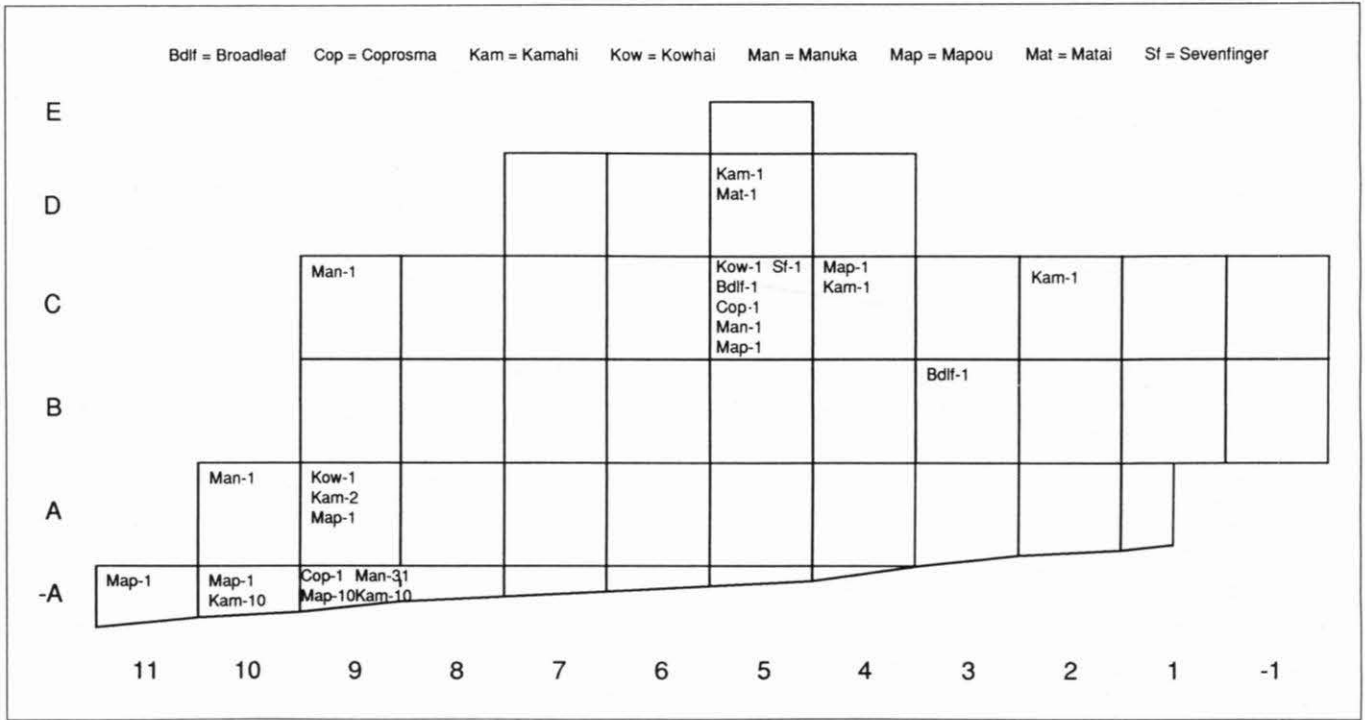 Bdlf = Broadleaf Cop = Coprosma Kam = Kamahi Kow = Kowhai Man = Manuka Map = Mapou Mat = Matai Sf = Sevenfinger
E
D
Kam-1
Mat-1
C
Man-1
Kow-1 Sf-1
Bdlf-1
Cop-1
Man-1
Map-1
Map-1
Kam-1
Kam-1
B
Bdlf-1
A
Man-1
Kow-1
Kam-2
Map-1
-A
Map-1
Map-1
Kam-10
Cop-1 Man-31
Map-10 Kam-10
11 10 9 8 7 6 5 4 3 2 1 -1